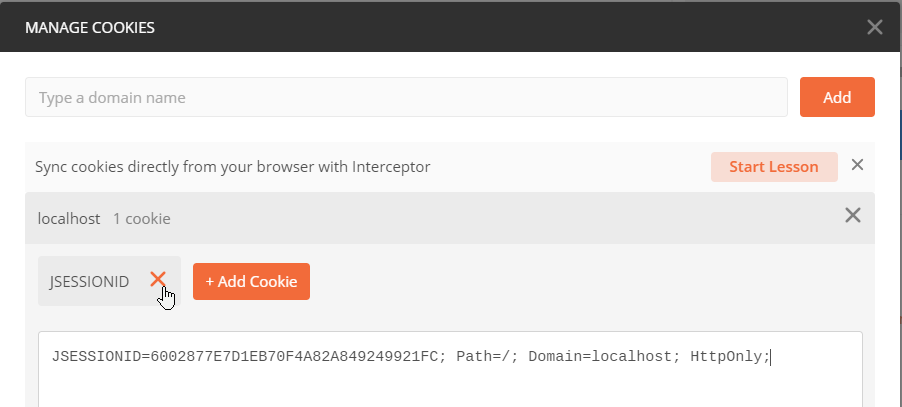 MANAGE COOKIES
Type a domain name
Add
Sync cookies directly from your browser with Interceptor
Start Lesson
localhost 1 cookie
JSESSIONID
+ Add Cookie
JSESSIONID=6002877E7D1EB70F4A82A849249921FC; Path=/; Domain=localhost; HttpOnly;